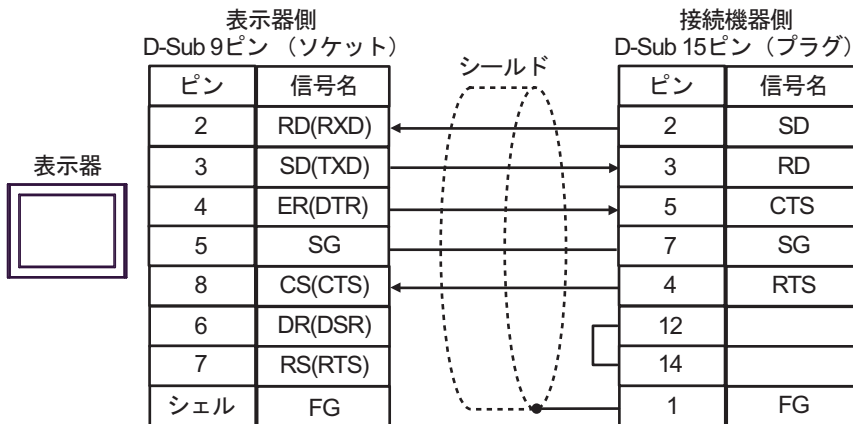 表示器側
D-Sub 9ピン （ソケット）
接続機器側
D-Sub 15ピン（プラグ）
シールド
表示器
ピン 信号名 ピン 信号名
2 RD(RXD) 2 SD
3 SD(TXD) 3 RD
4 ER(DTR) 5 CTS
5 SG 7 SG
8 CS(CTS) 4 RTS
6 DR(DSR) 12
7 RS(RTS) 14
シェル FG 1 FG